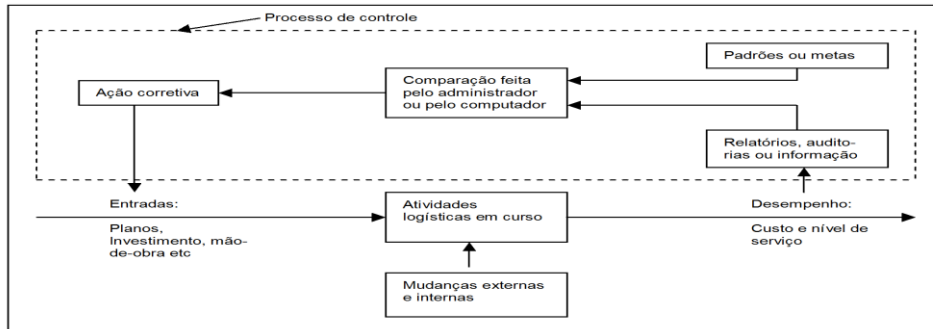 Processo de controle
Padrões ou metas
Comparação feita
pelo administrador
ou pelo computador
Ação corretiva
Relatórios, audito-
rias ou informação
Entradas:
Planos,
Investimento, mão-
de-obra etc
Atividades
logísticas em curso
Desempenho:
Custo e nível de
serviço
Mudanças externas
e internas